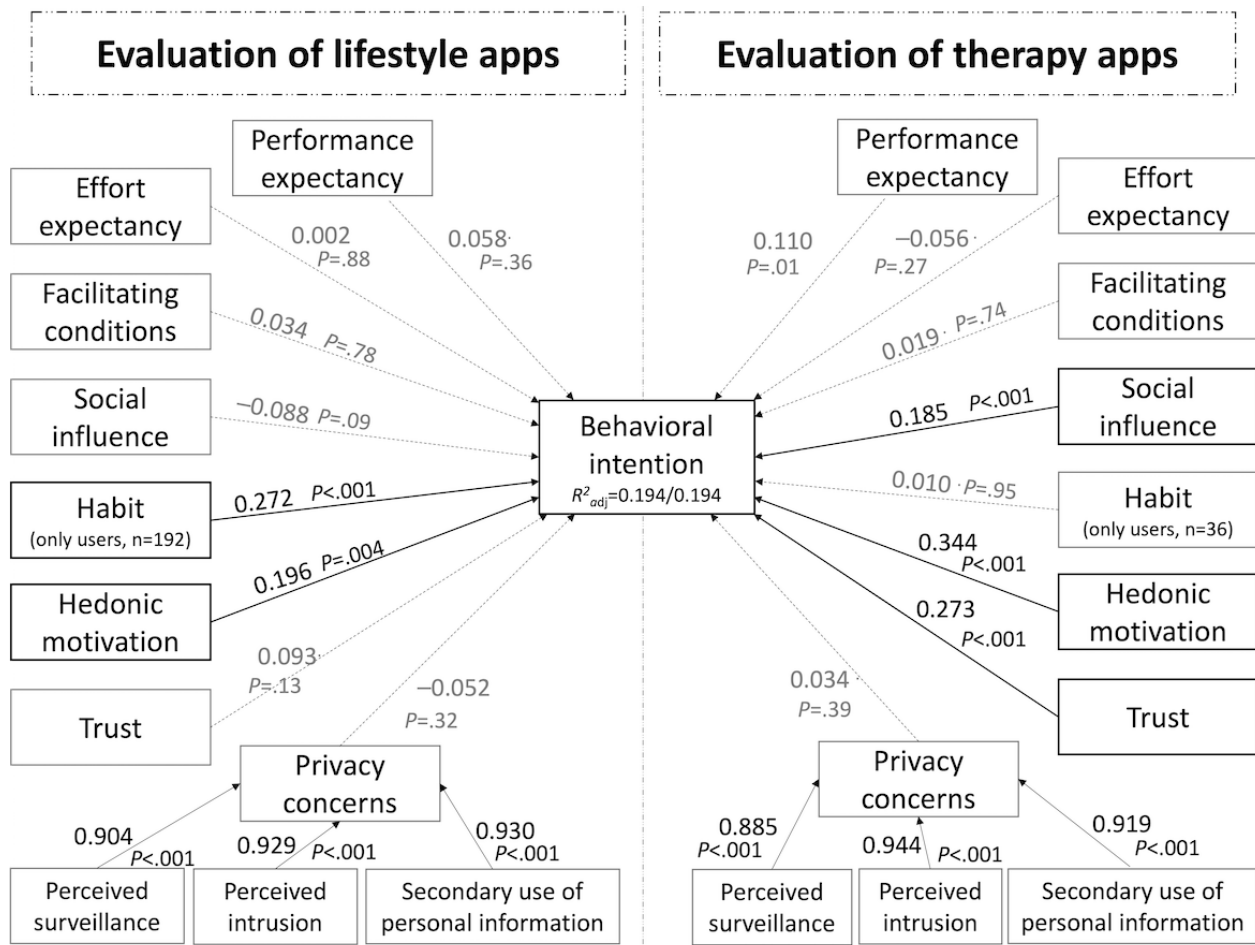 Evaluation of lifestyle apps
Evaluation of therapy apps
Performance
expectancy
Effort
expectancy
0.002
P=.88
0.058
P=.36
Facilitating
conditions
0.034 P=.78
Social
influence
−0.088 P=.09
Habit
(only users, n=192)
0.272 P<.001
Hedonic
motivation
0.196 P=.004
Trust
0.093
P=.13
−0.052
P=.32
Privacy
concerns
0.904
P<.001
0.929
P<.001
0.930
P<.001
Perceived
surveillance
Perceived
intrusion
Secondary use of
personal information
Behavioral
intention
R²adj=0.194/0.194
Performance
expectancy
Effort
expectancy
0.110
P=.01
−0.056
P=.27
Facilitating
conditions
0.019 P=.74
Social
influence
0.185 P<.001
Habit
(only users, n=36)
0.010 P=.95
Hedonic
motivation
0.344
P<.001
Trust
0.273
P<.001
0.034
P=.39
Privacy
concerns
0.885
P<.001
0.944
P<.001
0.919
P<.001
Perceived
surveillance
Perceived
intrusion
Secondary use of
personal information